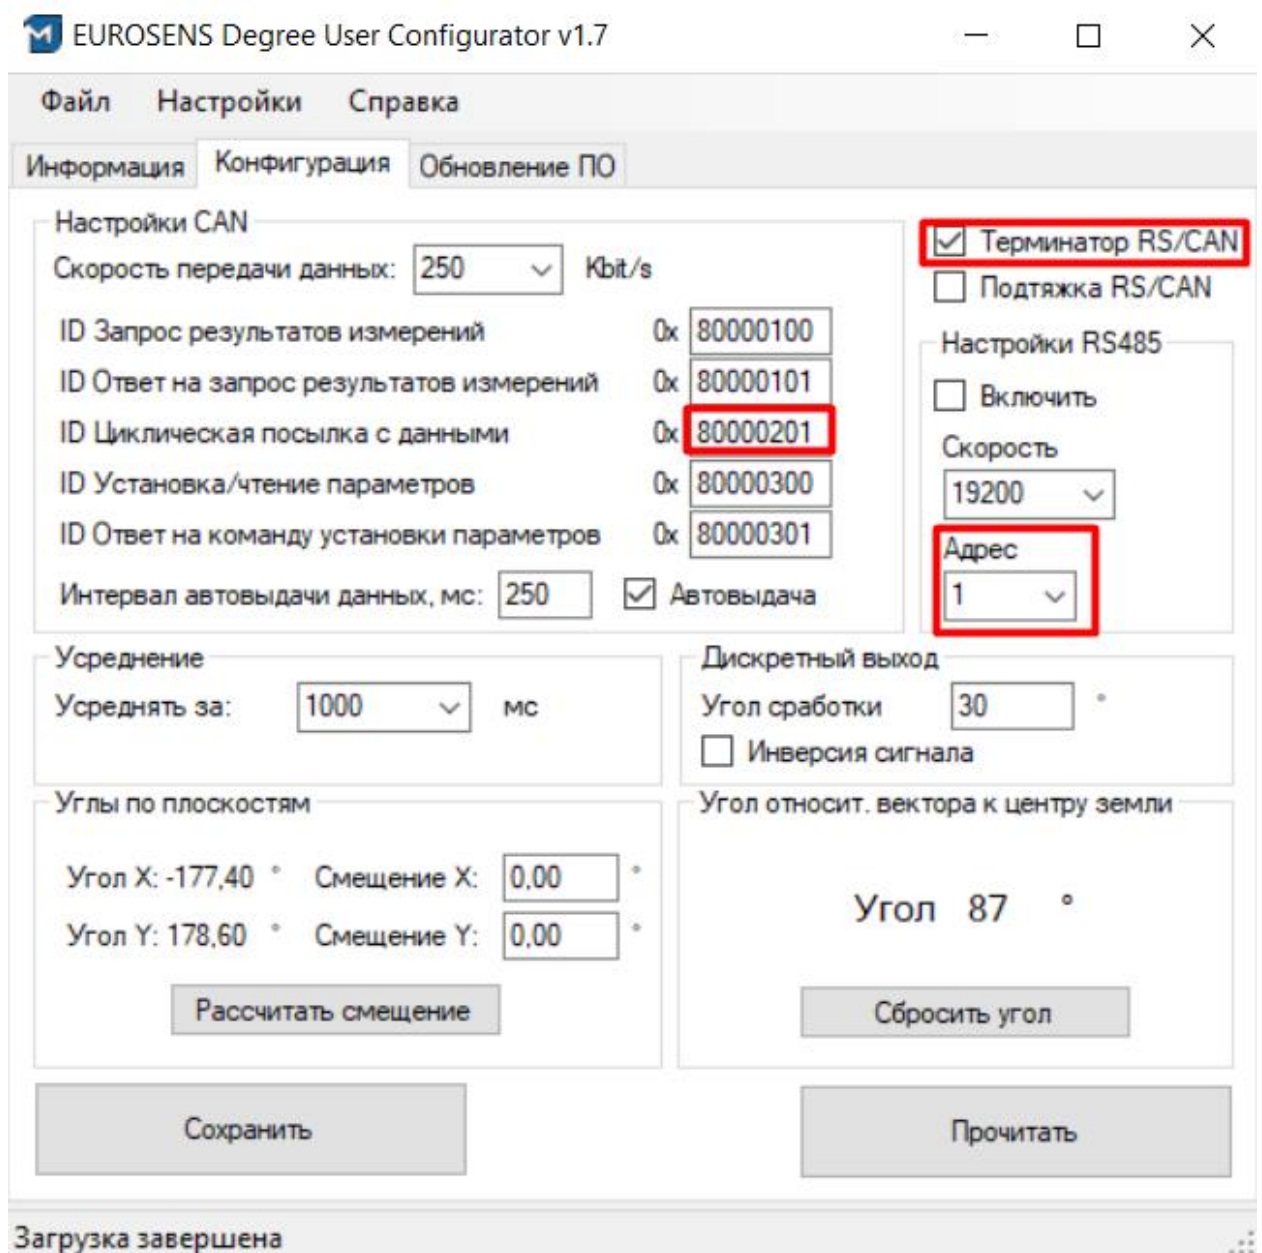 EUROSENS Degree User Configurator v1.7
Файл Настройки Справка
Информация Конфигурация Обновление ПО
Настройки CAN
Скорость передачи данных: 250 Kbit/s
ID Запрос результатов измерений 0x 80000100
ID Ответ на запрос результатов измерений 0x 80000101
ID Циклическая посылка с данными 0x 80000201
ID Установка/чтение параметров 0x 80000300
ID Ответ на команду установки параметров 0x 80000301
Интервал автовыдачи данных, мс: 250 Автовыдача
Терминатор RS/CAN
Подтяжка RS/CAN
Настройки RS485
Включить
Скорость
19200
Адрес
1
Усреднение
Усреднять за: 1000 мс
Дискретный выход
Угол сработки 30 °
Инверсия сигнала
Углы по плоскостям
Угол X: -177,40 ° Смещение X: 0,00 °
Угол Y: 178,60 ° Смещение Y: 0,00 °
Рассчитать смещение
Угол относит. вектора к центру земли
Угол 87 °
Сбросить угол
Сохранить
Прочитать
Загрузка завершена